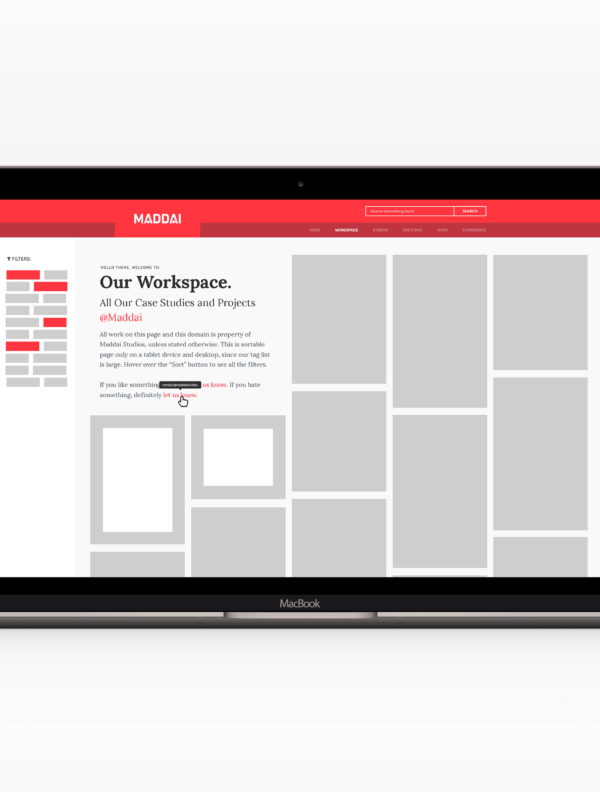 MADDAI
Search Something Good
SEARCH
HOME WORKSPACE STREAM SKETCHES SITES EXPERIENCE
FILTERS:
HELLO THERE, WELCOME TO
Our Workspace.
All Our Case Studies and Projects
@Maddai
All work on this page and this domain is property of
Maddai Studios, unless stated otherwise. This is sortable
page only on a tablet device and desktop, since our tag list
is large. Hover over the “Sort” button to see all the filters.
If you like something us know. If you hate
something, definitely let us know.
MacBook